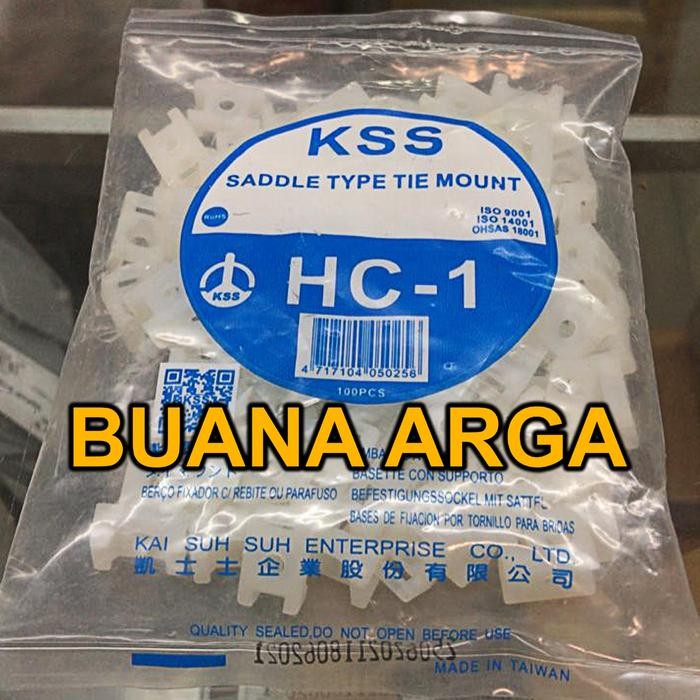 KSS
SADDLE TYPE TIE MOUNT
RoHS
ISO 9001
ISO 14001
OHSAS 18001
KSS
HC-1
4 717104 050256
100PCS
KSS
BUANA ARGA
BASETTE CON SUPPORTO
BERÇO FIXADOR C/ REBITE OU PARAFUSO
BEFESTIGUNGSSOCKEL MIT
BASES DE FIJACION POR TORNILLO PARA BRIDAS
KAI SUH SUH ENTERPRISE CO., LTD.
凱士士企業股份有限公司
QUALITY SEALED, DO NOT OPEN BEFORE USE
MADE IN TAIWAN